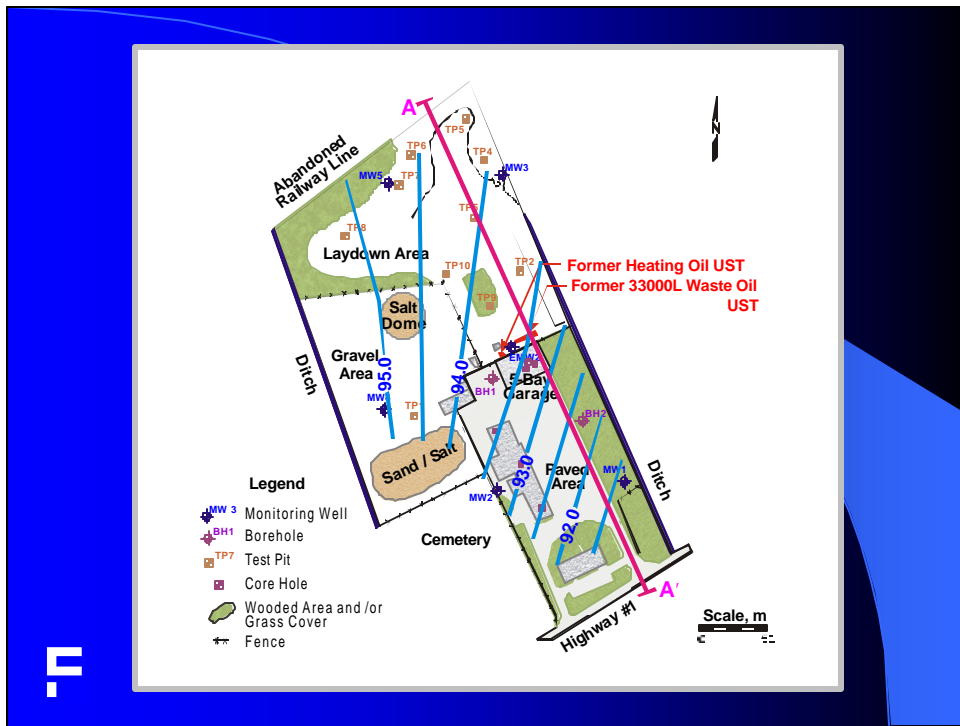 A
N
TP5
TP6
TP4
MW3
Abandoned
Railway Line
MW5
TP7
TP8
Laydown Area
TP10
TP2
Former Heating Oil UST
Former 33000L Waste Oil
UST
TP9
Salt
Dome
Gravel
Area
Ditch
95.0
94.0
5-Bay
Garage
BH1
BH2
Sand / Salt
MW2
93.0
Paved
Area
MW1
Ditch
92.0
Cemetery
A'
Highway #1
Scale, m
Legend
MW 3 Monitoring Well
BH1 Borehole
TP7 Test Pit
Core Hole
Wooded Area and /or
Grass Cover
Fence